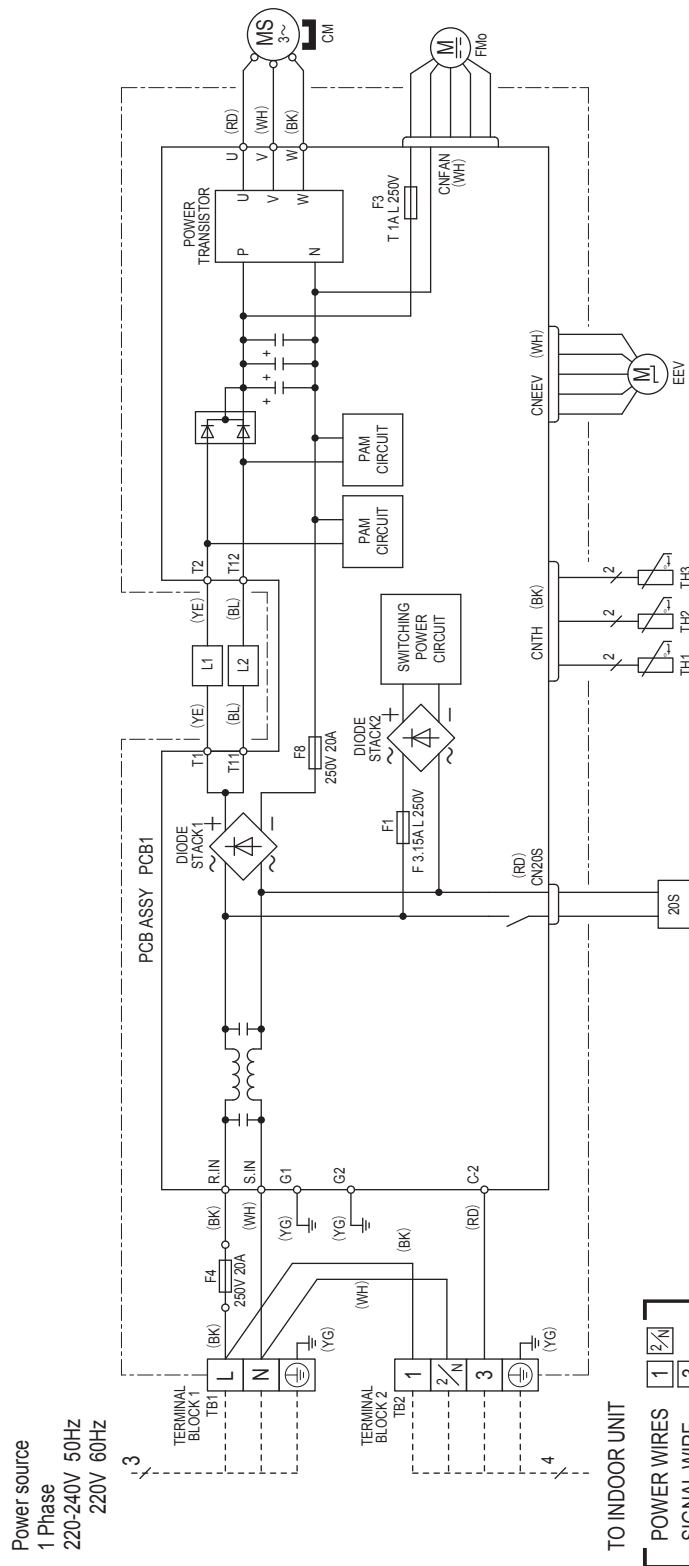 Power source
1 Phase
220-240V 50Hz
220V 60Hz
3
TERMINAL
BLOCK 1
TB1
L
N
(YG)
(BK)
F4
250V 20A
(BK)
(WH)
R.IN
S.IN
G1
(YG)
G2
(YG)
C-2
(RD)
(BK)
(WH)
TERMINAL
BLOCK 2
TB2
1
2/N
3
(YG)
4
TO INDOOR UNIT
POWER WIRES 1 2/N
SIGNAL WIRE 3
PCB ASSY PCB1
DIODE
STACK1
+
−
~
~
T1
T11
(YE)
(BL)
L1
L2
(YE)
(BL)
T2
T12
F8
250V 20A
F1
F 3.15A L 250V
DIODE
STACK2
+
−
~
~
SWITCHING
POWER
CIRCUIT
PAM
CIRCUIT
PAM
CIRCUIT
+
+
+
POWER
TRANSISTOR
P
N
U
V
W
U
V
W
(RD)
(WH)
(BK)
MS
3~
CM
F3
T 1A L 250V
CNFAN
(WH)
M
FMo
(RD)
CN20S
20S
CNTH
(BK)
2
2
2
TH1
TH2
TH3
CNEEV
(WH)
M
EEV